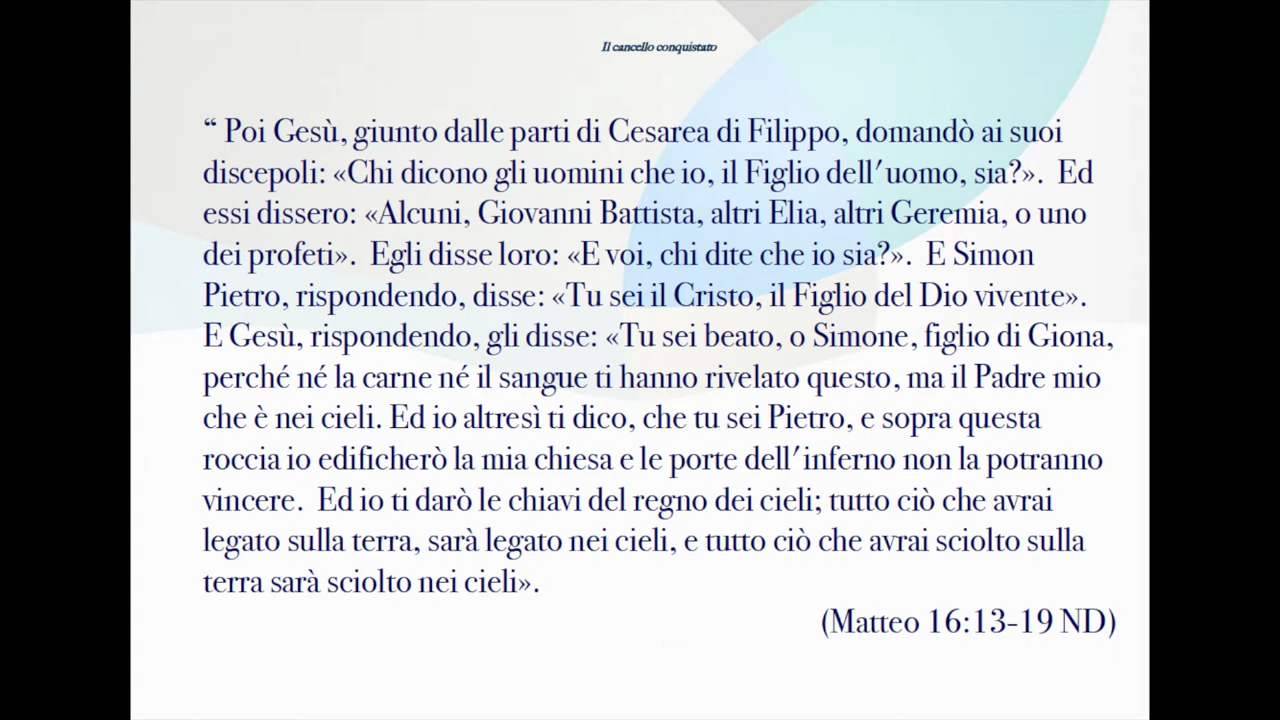 Il cancello conquistato
“ Poi Gesù, giunto dalle parti di Cesarea di Filippo, domandò ai suoi
discepoli: «Chi dicono gli uomini che io, il Figlio dell'uomo, sia?».  Ed
essi dissero: «Alcuni, Giovanni Battista, altri Elia, altri Geremia, o uno
dei profeti».  Egli disse loro: «E voi, chi dite che io sia?».  E Simon
Pietro, rispondendo, disse: «Tu sei il Cristo, il Figlio del Dio vivente».
E Gesù, rispondendo, gli disse: «Tu sei beato, o Simone, figlio di Giona,
perché né la carne né il sangue ti hanno rivelato questo, ma il Padre mio
che è nei cieli. Ed io altresì ti dico, che tu sei Pietro, e sopra questa
roccia io edificherò la mia chiesa e le porte dell'inferno non la potranno
vincere.  Ed io ti darò le chiavi del regno dei cieli; tutto ciò che avrai
legato sulla terra, sarà legato nei cieli, e tutto ciò che avrai sciolto sulla
terra sarà sciolto nei cieli».
(Matteo 16:13-19 ND)